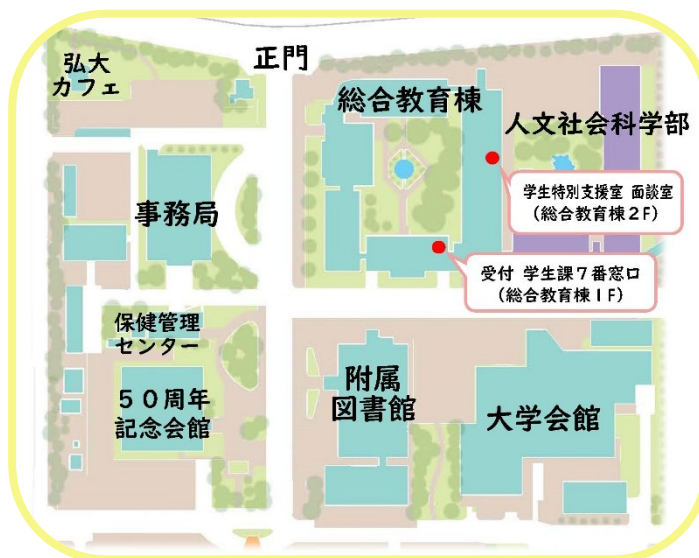 正門
弘大
カフェ
総合教育棟
人文社会科学部
学生特別支援室 面談室
(総合教育棟2F)
事務局
受付 学生課7番窓口
(総合教育棟1F)
保健管理
センター
50周年
記念会館
附属
図書館
大学会館